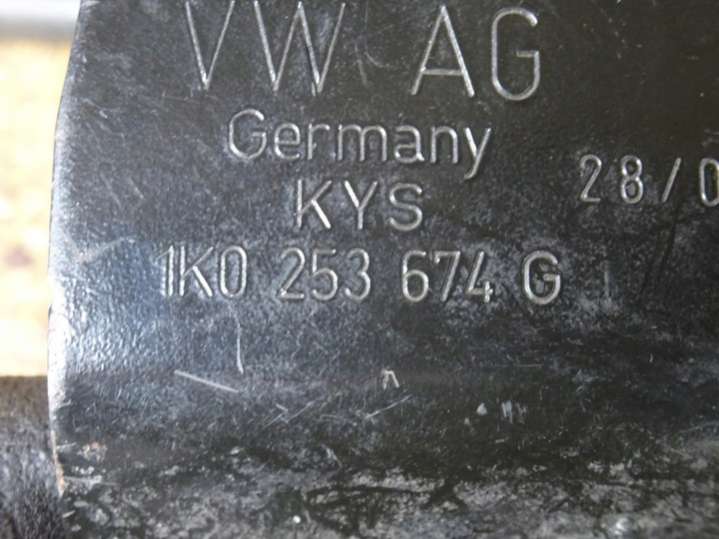 VW AG
Germany
KYS
28/0
1K0 253 674 G